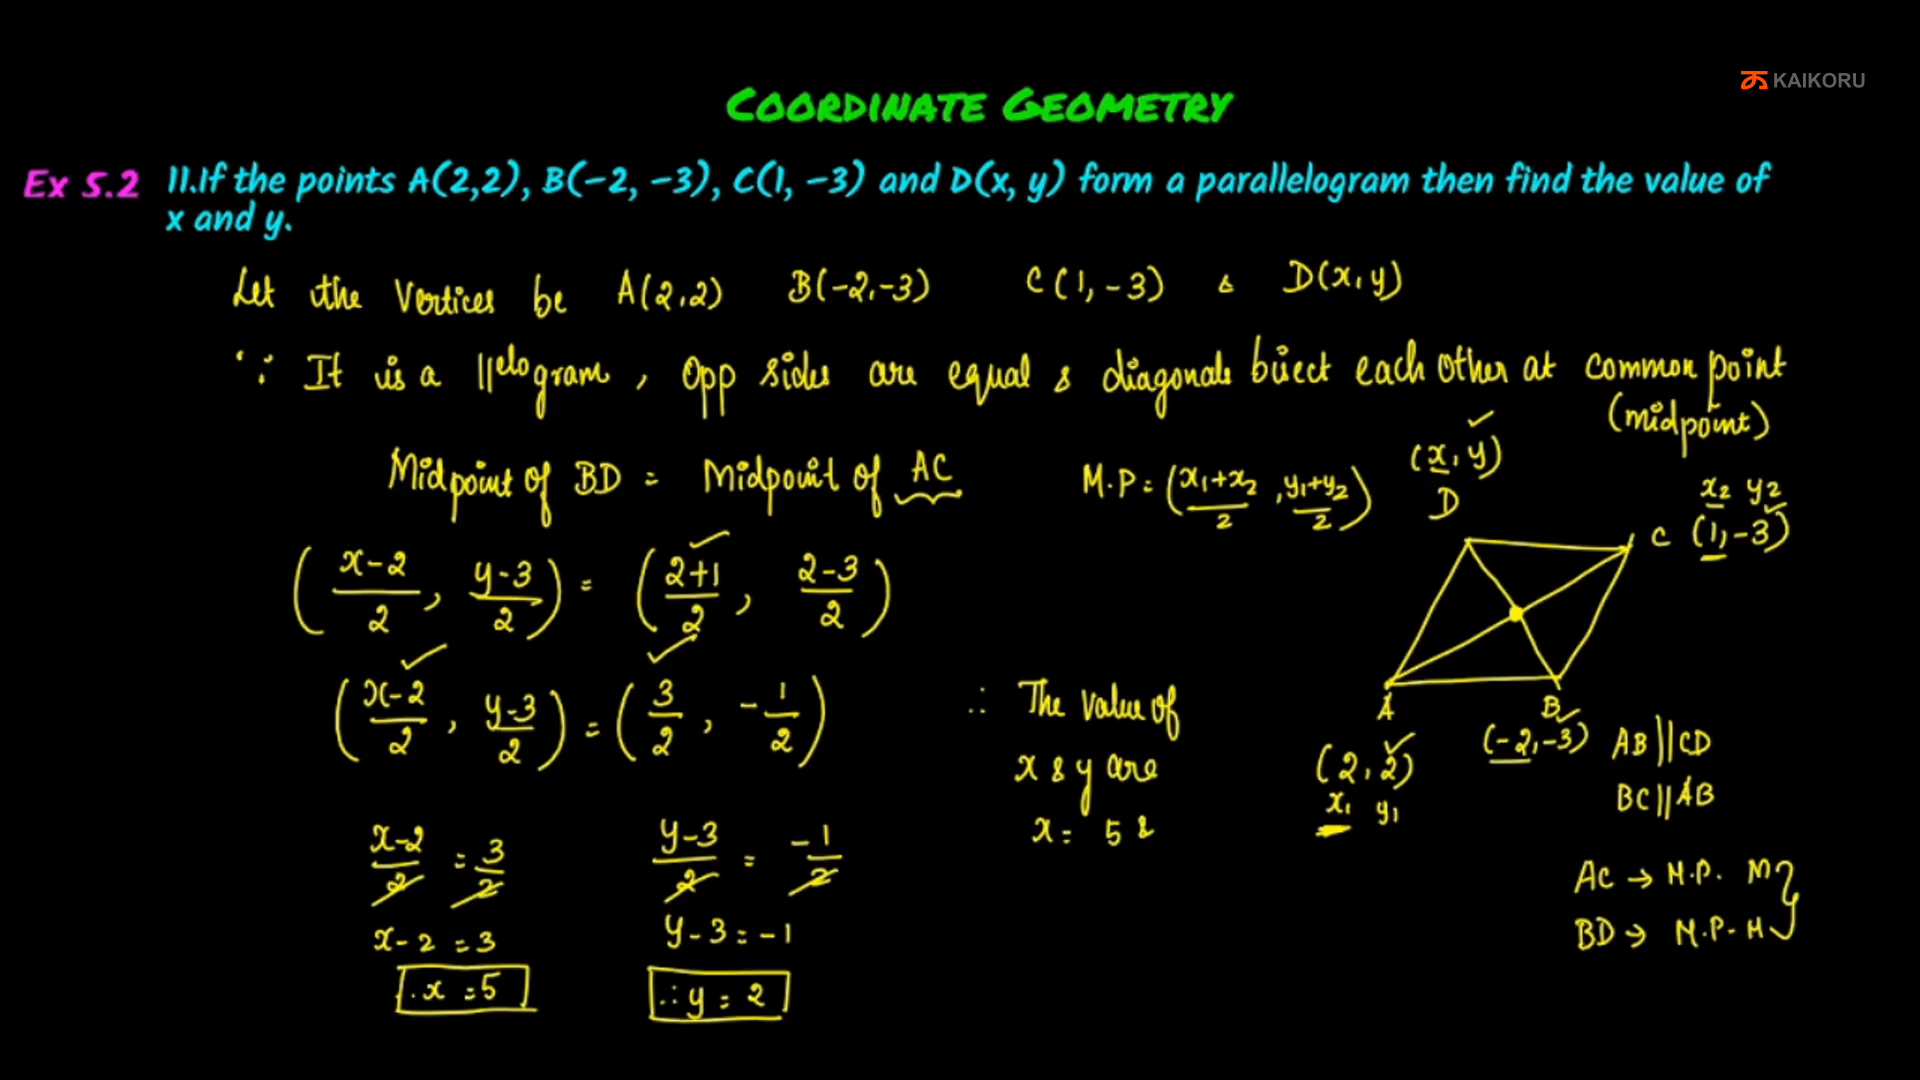 KAIKORU
COORDINATE GEOMETRY
Ex 5.2 11.If the points A(2,2), B(-2, -3), C(1, -3) and D(x, y) form a parallelogram then find the value of
x and y.
Let the Vertices be A(2,2) B(-2,-3) C(1,-3) & D(x,y)
∵ It is a ||elogram, Opp sides are equal & diagonals bisect each other at common point
(midpoint)
Midpoint of BD = Midpoint of AC
M.P = (x₁+x₂/2, y₁+y₂/2)
(x-2/2, y-3/2) = (2+1/2, 2-3/2)
(x-2/2, y-3/2) = (3/2, -1/2)
x-2/2 = 3/2 y-3/2 = -1/2
x-2 = 3 y-3 = -1
∴x = 5 ∴y = 2
∴ The value of
x & y are
x = 5 &
(x, y)
D
x₂ y₂
C (1,-3)
A B
(2,2) (-2,-3)
x₁ y₁
AB || CD
BC || AB
AC → M.P. M
BD → M.P. M